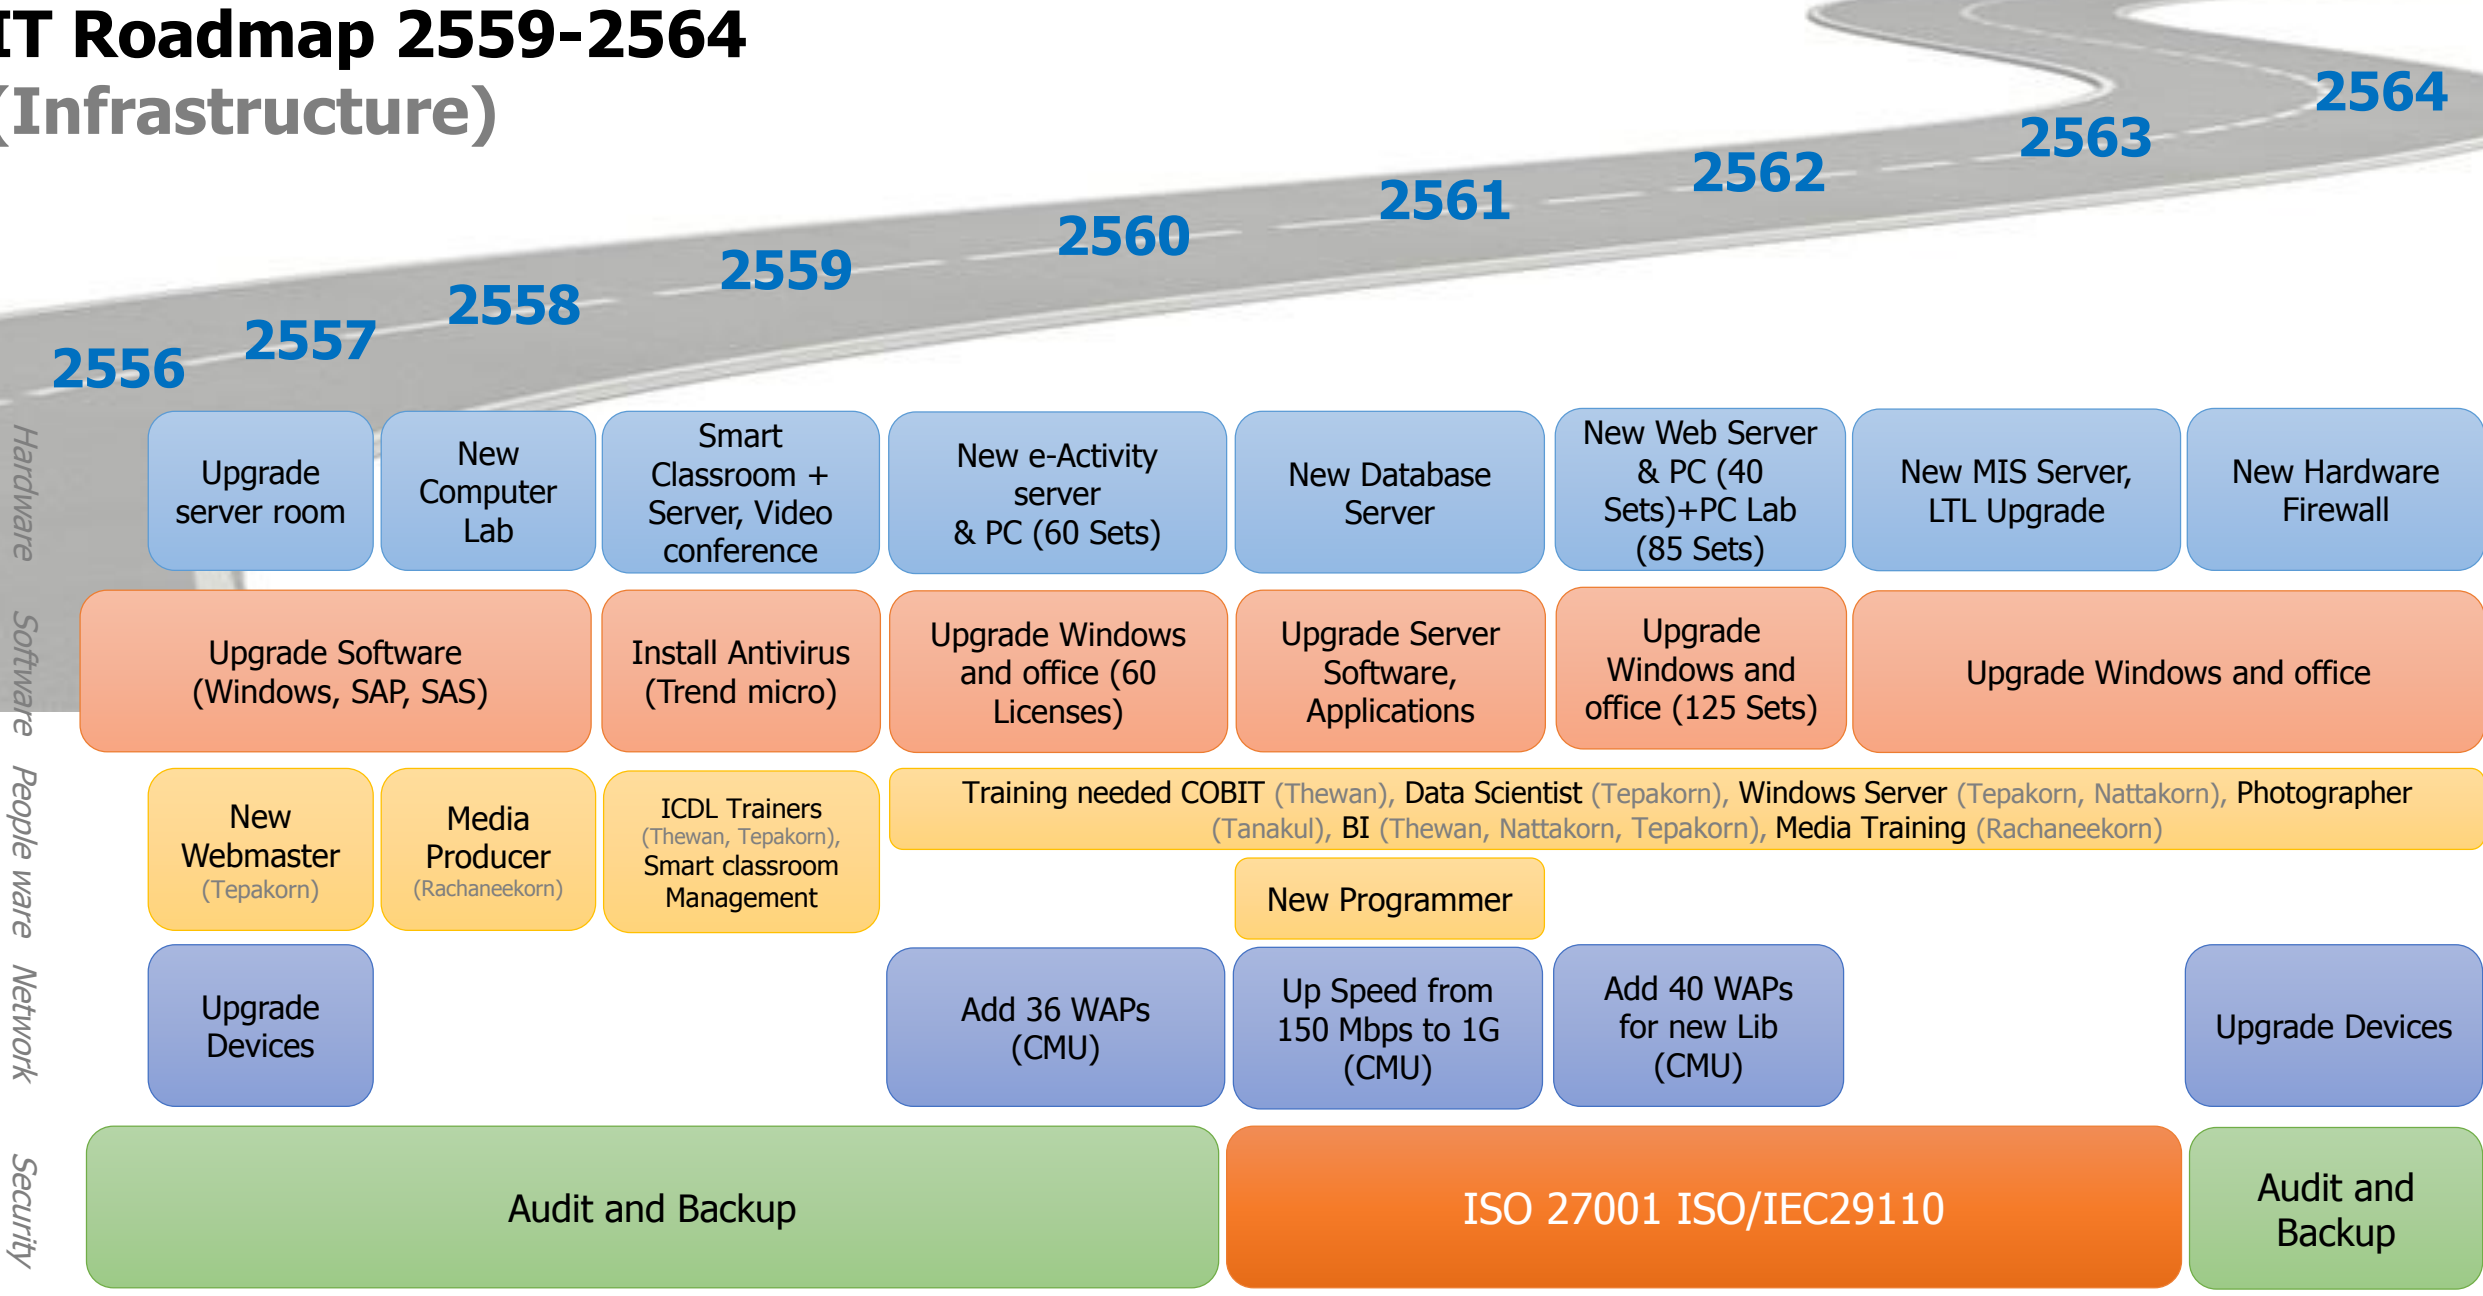 IT Roadmap 2559-2564
(Infrastructure)
2556
2557
2558
2559
2560
2561
2562
2563
2564
Hardware
Upgrade
server room
New
Computer
Lab
Smart
Classroom +
Server, Video
conference
New e-Activity
server
& PC (60 Sets)
New Database
Server
New Web Server
& PC (40
Sets)+PC Lab
(85 Sets)
New MIS Server,
LTL Upgrade
New Hardware
Firewall
Software
Upgrade Software
(Windows, SAP, SAS)
Install Antivirus
(Trend micro)
Upgrade Windows
and office (60
Licenses)
Upgrade Server
Software,
Applications
Upgrade
Windows and
office (125 Sets)
Upgrade Windows and office
People ware
New
Webmaster
(Tepakorn)
Media
Producer
(Rachaneekorn)
ICDL Trainers
(Thewan, Tepakorn),
Smart classroom
Management
Training needed COBIT (Thewan), Data Scientist (Tepakorn), Windows Server (Tepakorn, Nattakorn), Photographer
(Tanakul), BI (Thewan, Nattakorn, Tepakorn), Media Training (Rachaneekorn)
New Programmer
Network
Upgrade
Devices
Add 36 WAPs
(CMU)
Up Speed from
150 Mbps to 1G
(CMU)
Add 40 WAPs
for new Lib
(CMU)
Upgrade Devices
Security
Audit and Backup
ISO 27001 ISO/IEC29110
Audit and
Backup